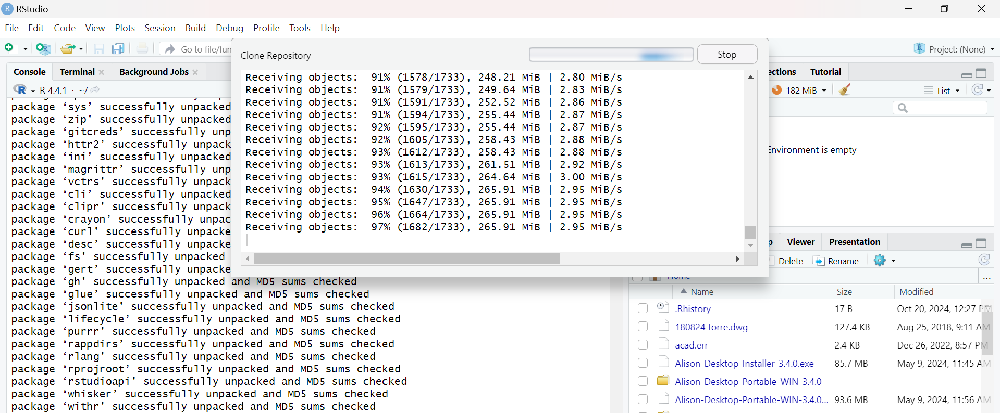 RStudio
File Edit Code View Plots Session Build Debug Profile Tools Help
Go to file/fun
Project: (None)
Console Terminal Background Jobs
R 4.4.1 · ~/
package ‘sys’ successfully unpacked
package ‘zip’ successfully unpacked
package ‘gitcreds’ successfully unp
package ‘httr2’ successfully unpack
package ‘ini’ successfully unpacked
package ‘magrittr’ successfully unp
package ‘vctrs’ successfully unpack
package ‘cli’ successfully unpacked
package ‘clipr’ successfully unpack
package ‘crayon’ successfully unpac
package ‘curl’ successfully unpacke
package ‘desc’ successfully unpacke
package ‘fs’ successfully unpacked
package ‘gert’ successfully unpacke
package ‘gh’ successfully unpacked and MD5 sums checked
package ‘glue’ successfully unpacked and MD5 sums checked
package ‘jsonlite’ successfully unpacked and MD5 sums checked
package ‘lifecycle’ successfully unpacked and MD5 sums checked
package ‘purrr’ successfully unpacked and MD5 sums checked
package ‘rappdirs’ successfully unpacked and MD5 sums checked
package ‘rlang’ successfully unpacked and MD5 sums checked
package ‘rprojroot’ successfully unpacked and MD5 sums checked
package ‘rstudioapi’ successfully unpacked and MD5 sums checked
package ‘whisker’ successfully unpacked and MD5 sums checked
package ‘withr’ successfully unpacked and MD5 sums checked
Clone Repository
Stop
Receiving objects: 91% (1578/1733), 248.21 MiB | 2.80 MiB/s
Receiving objects: 91% (1579/1733), 249.64 MiB | 2.83 MiB/s
Receiving objects: 91% (1591/1733), 252.52 MiB | 2.86 MiB/s
Receiving objects: 91% (1594/1733), 255.44 MiB | 2.87 MiB/s
Receiving objects: 92% (1595/1733), 255.44 MiB | 2.87 MiB/s
Receiving objects: 92% (1605/1733), 258.43 MiB | 2.88 MiB/s
Receiving objects: 93% (1612/1733), 258.43 MiB | 2.88 MiB/s
Receiving objects: 93% (1613/1733), 261.51 MiB | 2.92 MiB/s
Receiving objects: 93% (1615/1733), 264.64 MiB | 3.00 MiB/s
Receiving objects: 94% (1630/1733), 265.91 MiB | 2.95 MiB/s
Receiving objects: 95% (1647/1733), 265.91 MiB | 2.95 MiB/s
Receiving objects: 96% (1664/1733), 265.91 MiB | 2.95 MiB/s
Receiving objects: 97% (1682/1733), 265.91 MiB | 2.95 MiB/s
ections Tutorial
182 MiB List
Environment is empty
p Viewer Presentation
Delete Rename
Home ...
Name Size Modified
.Rhistory 17 B Oct 20, 2024, 12:27 PM
180824 torre.dwg 127.4 KB Aug 25, 2018, 9:11 AM
acad.err 2.4 KB Dec 26, 2022, 8:57 PM
Alison-Desktop-Installer-3.4.0.exe 85.7 MB May 9, 2024, 11:45 AM
Alison-Desktop-Portable-WIN-3.4.0
Alison-Desktop-Portable-WIN-3.4.0... 93.6 MB May 9, 2024, 11:56 AM